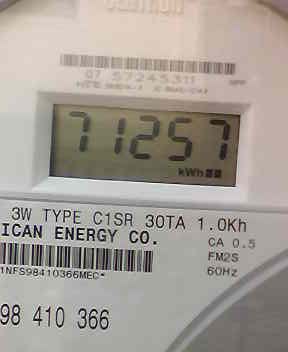 CENTRON
07 57245311
71257
kWh
3W TYPE C1SR 30TA 1.0Kh
ICAN ENERGY CO.
CA 0.5
FM2S
1NFS98410366MEC*
60Hz
98 410 366